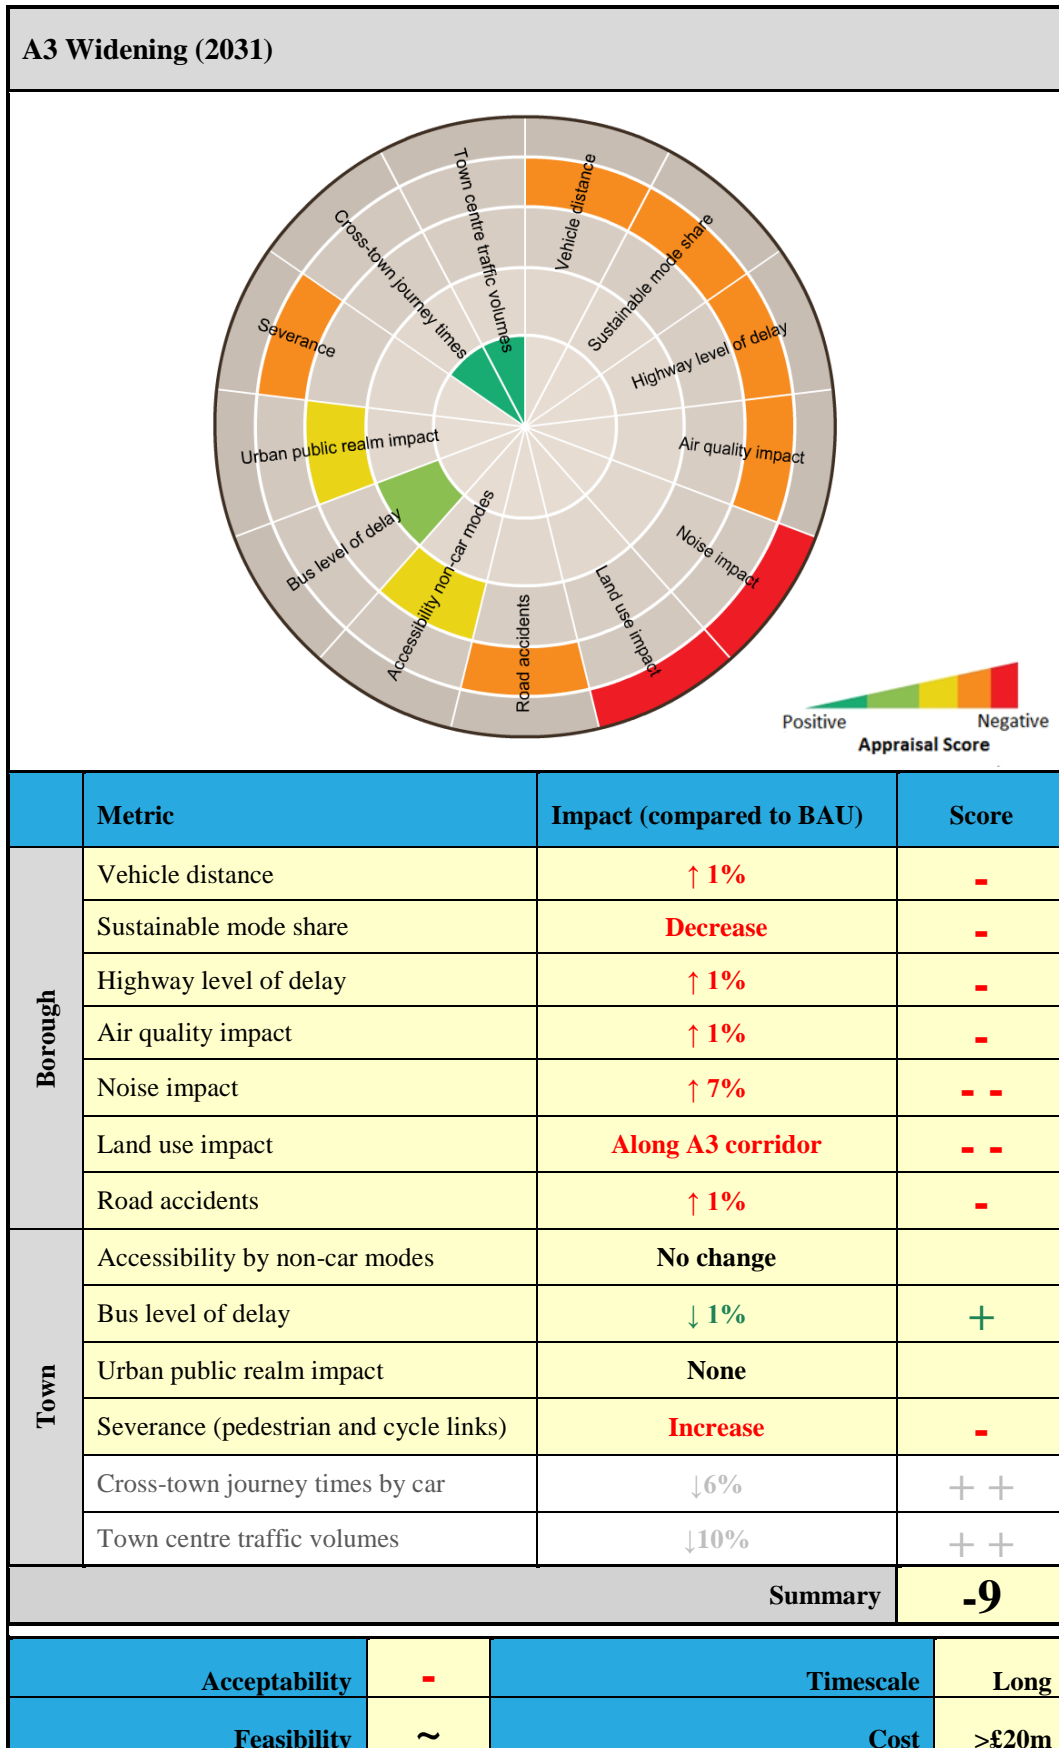 A3 Widening (2031)
Town centre traffic volumes
Vehicle distance
Cross-town journey times
Sustainable mode share
Severance
Highway level of delay
Urban public realm impact
Air quality impact
Bus level of delay
Noise impact
Accessibility non-car modes
Land use impact
Road accidents
Positive Negative
Appraisal Score
Metric Impact (compared to BAU) Score
Borough
Vehicle distance ↑ 1% -
Sustainable mode share Decrease -
Highway level of delay ↑ 1% -
Air quality impact ↑ 1% -
Noise impact ↑ 7% - -
Land use impact Along A3 corridor - -
Road accidents ↑ 1% -
Town
Accessibility by non-car modes No change
Bus level of delay ↓ 1% +
Urban public realm impact None
Severance (pedestrian and cycle links) Increase -
Cross-town journey times by car ↓6% + +
Town centre traffic volumes ↓10% + +
Summary -9
Acceptability - Timescale Long
Feasibility ~ Cost >£20m